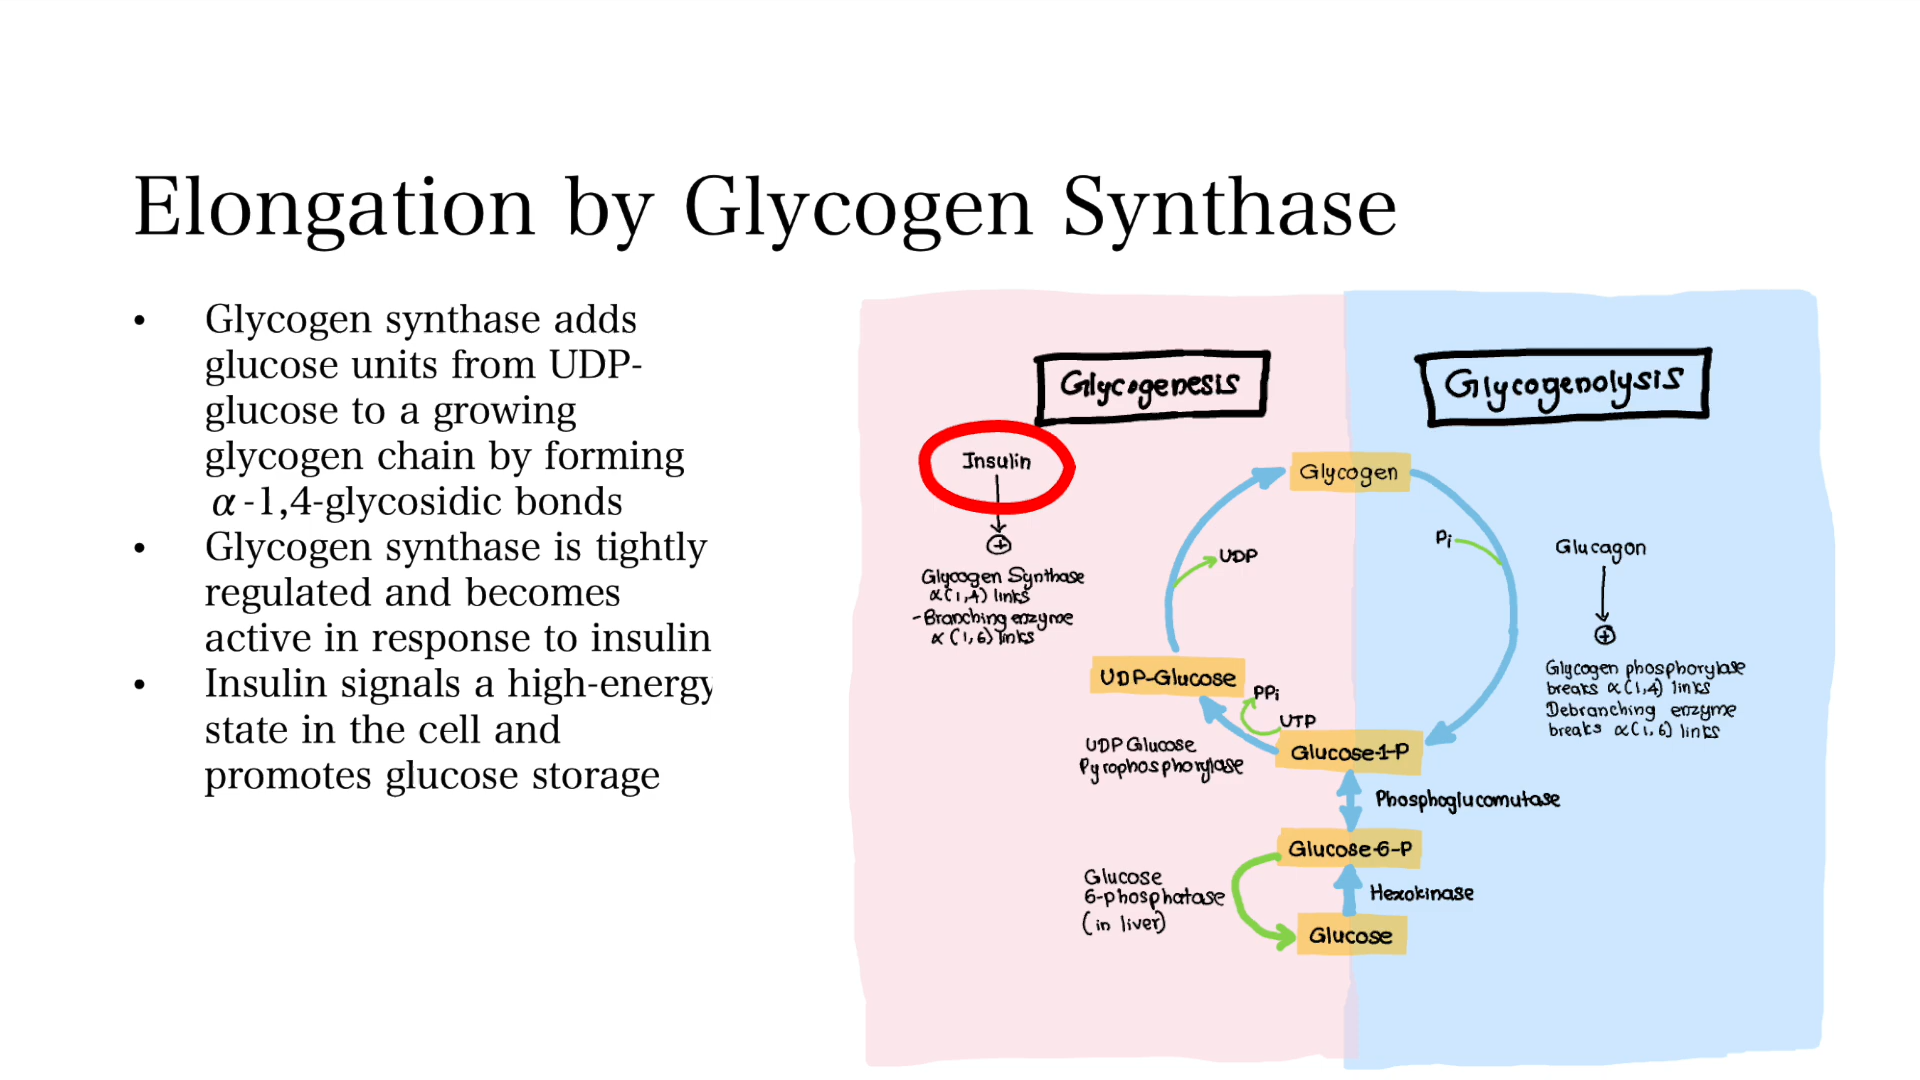 Elongation by Glycogen Synthase
• Glycogen synthase adds
glucose units from UDP-
glucose to a growing
glycogen chain by forming
α-1,4-glycosidic bonds
• Glycogen synthase is tightly
regulated and becomes
active in response to insulin
• Insulin signals a high-energy
state in the cell and
promotes glucose storage
Glycogenesis
Insulin
+
Glycogen Synthase
α(1,4) links
-Branching enzyme
α(1,6) links
UDP
UDP-Glucose
PPi
UTP
UDP Glucose
Pyrophosphorylase
Glucose
6-phosphatase
(in liver)
Glycogen
Glucose-1-P
Phosphoglucomutase
Glucose-6-P
Hexokinase
Glucose
Glycogenolysis
Pi
Glucagon
+
Glycogen phosphorylase
breaks α(1,4) links
Debranching enzyme
breaks α(1,6) links